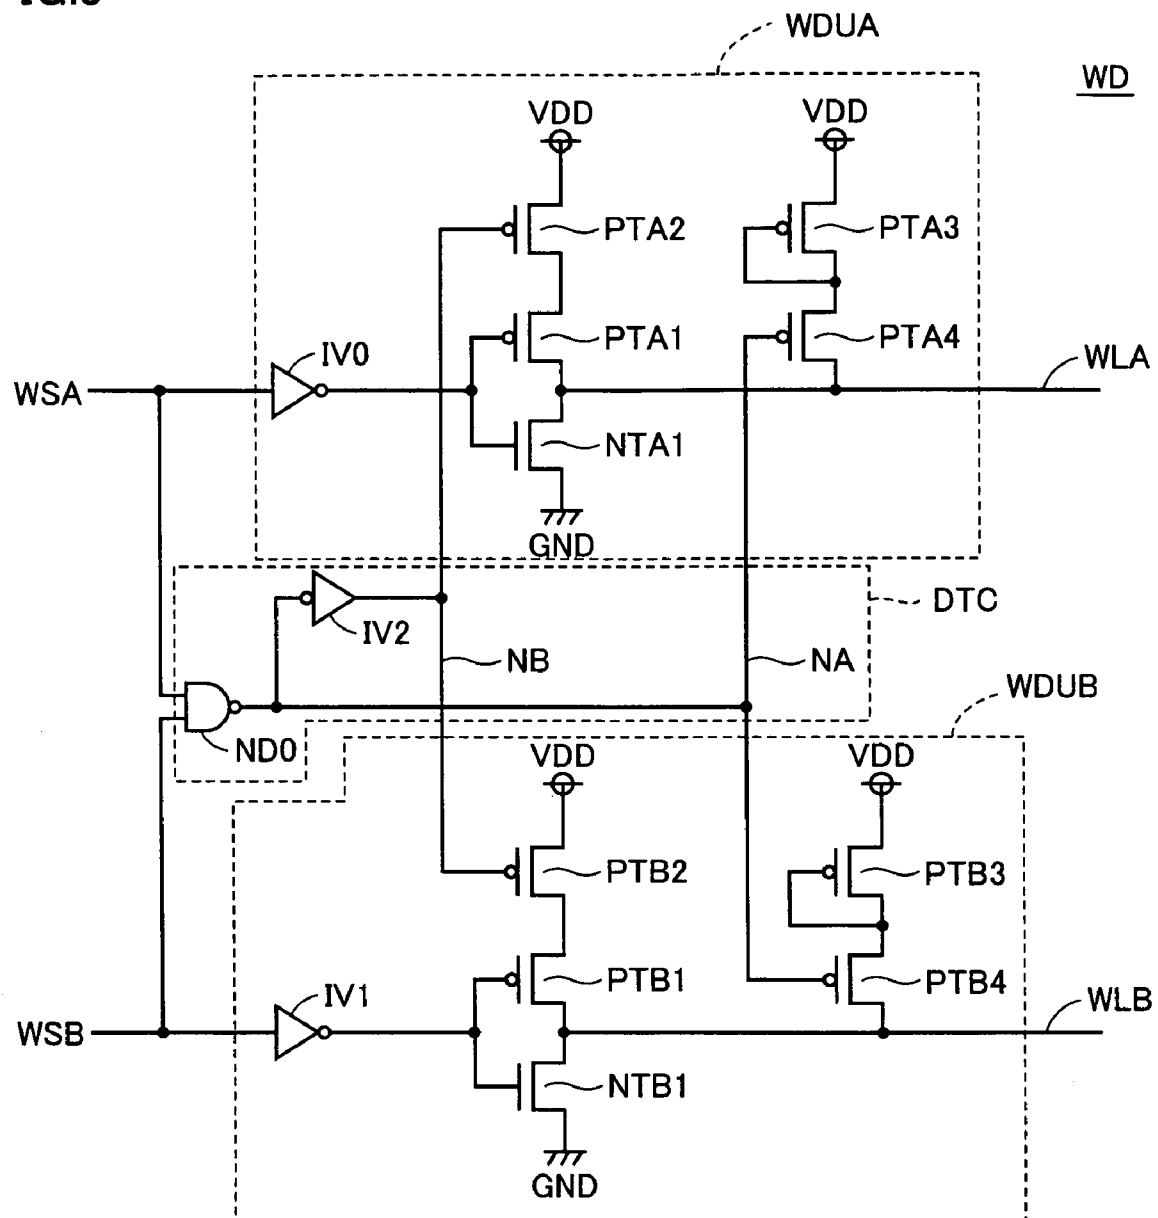 WDUA
WD
VDD
VDD
PTA2
PTA3
PTA1
PTA4
IV0
WLA
WSA
NTA1
GND
DTC
IV2
NB
NA
WDUB
ND0
VDD
VDD
PTB2
PTB3
PTB1
PTB4
IV1
WLB
WSB
NTB1
GND